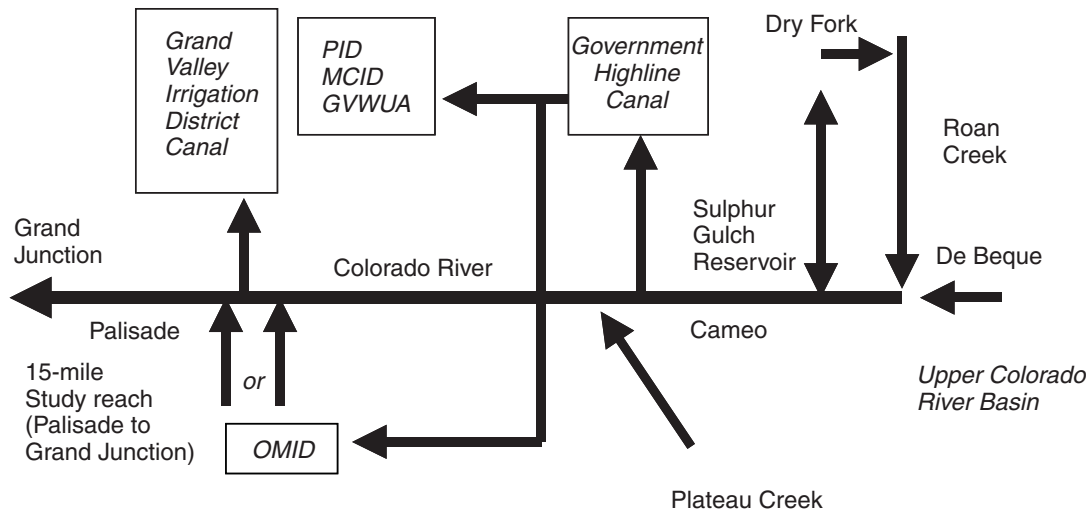 Grand
Valley
Irrigation
District
Canal
PID
MCID
GVWUA
Government
Highline
Canal
Dry Fork
Roan
Creek
Sulphur
Gulch
Reservoir
Grand
Junction
Colorado River
De Beque
Palisade
Cameo
15-mile
Study reach
(Palisade to
Grand Junction)
or
OMID
Upper Colorado
River Basin
Plateau Creek